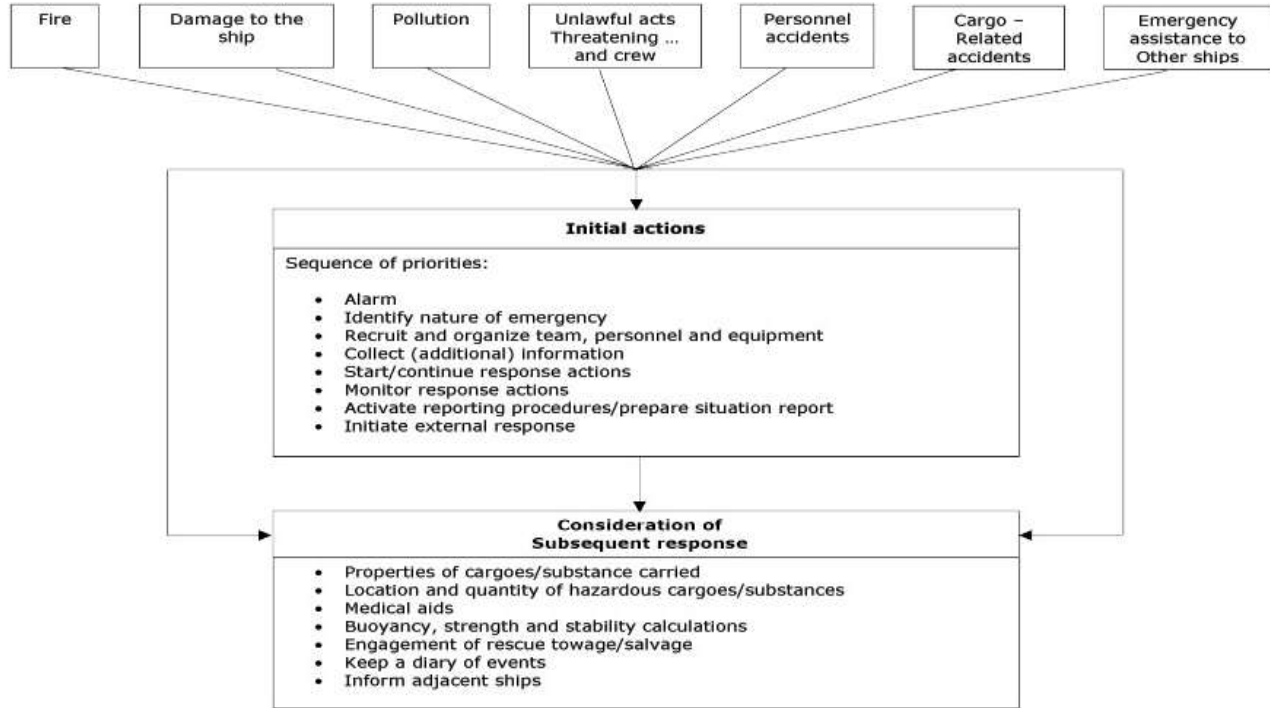 Fire
Damage to the
ship
Pollution
Unlawful acts
Threatening ...
and crew
Personnel
accidents
Cargo –
Related
accidents
Emergency
assistance to
Other ships
Initial actions
Sequence of priorities:
• Alarm
• Identify nature of emergency
• Recruit and organize team, personnel and equipment
• Collect (additional) information
• Start/continue response actions
• Monitor response actions
• Activate reporting procedures/prepare situation report
• Initiate external response
Consideration of
Subsequent response
• Properties of cargoes/substance carried
• Location and quantity of hazardous cargoes/substances
• Medical aids
• Buoyancy, strength and stability calculations
• Engagement of rescue towage/salvage
• Keep a diary of events
• Inform adjacent ships